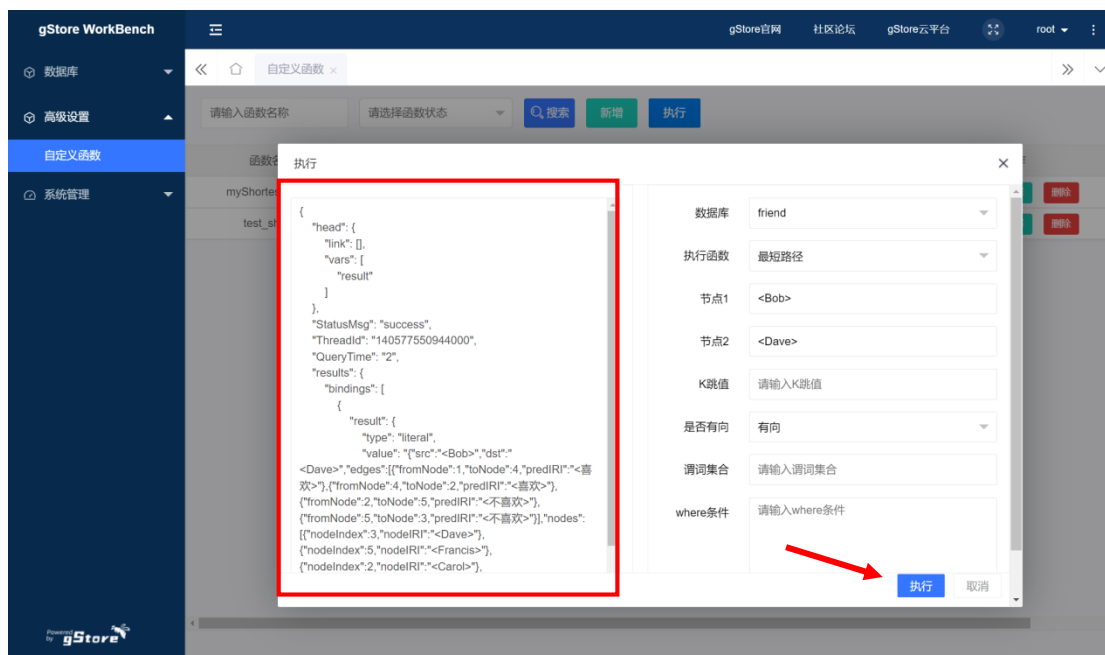 gStore WorkBench
gStore官网 社区论坛 gStore云平台 root
数据库
自定义函数
高级设置
请输入函数名称 请选择函数状态 搜索 新增 执行
自定义函数
函数名
执行
系统管理
myShortes
删除
test_sh
删除
{
"head": {
"link": [],
"vars": [
"result"
]
},
"StatusMsg": "success",
"ThreadId": "140577550944000",
"QueryTime": "2",
"results": {
"bindings": [
{
"result": {
"type": "literal",
"value": "{"src":"<Bob>","dst":"
<Dave>","edges":[{"fromNode":1,"toNode":4,"predIRI":"<喜
欢>"},{"fromNode":4,"toNode":2,"predIRI":"<喜欢>"},
{"fromNode":2,"toNode":5,"predIRI":"<不喜欢>"},
{"fromNode":5,"toNode":3,"predIRI":"<不喜欢>"}],"nodes":
[{"nodeIndex":3,"nodeIRI":"<Dave>"},
{"nodeIndex":5,"nodeIRI":"<Francis>"},
{"nodeIndex":2,"nodeIRI":"<Carol>"},
数据库 friend
执行函数 最短路径
节点1 <Bob>
节点2 <Dave>
K跳值 请输入K跳值
是否有向 有向
谓词集合 请输入谓词集合
where条件 请输入where条件
执行 取消
Powered by gStore